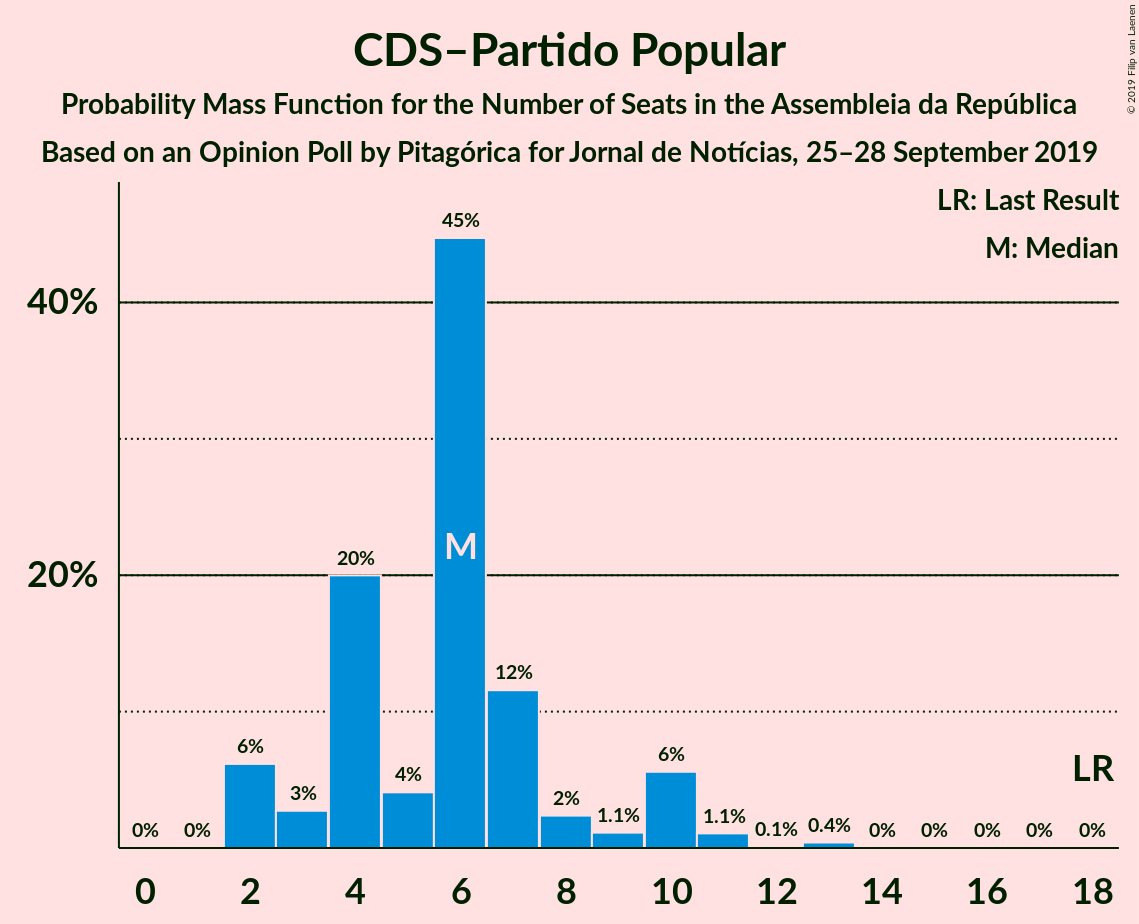 CDS–Partido Popular
Probability Mass Function for the Number of Seats in the Assembleia da República
Based on an Opinion Poll by Pitagórica for Jornal de Notícias, 25–28 September 2019
© 2019 Filip van Laenen
LR: Last Result
M: Median
45%
40%
M
20%
20%
12%
6%
3%
4%
2%
1.1%
6%
1.1%
0.1%
0.4%
LR
0% 0% 0% 0% 0% 0% 0%
0 2 4 6 8 10 12 14 16 18